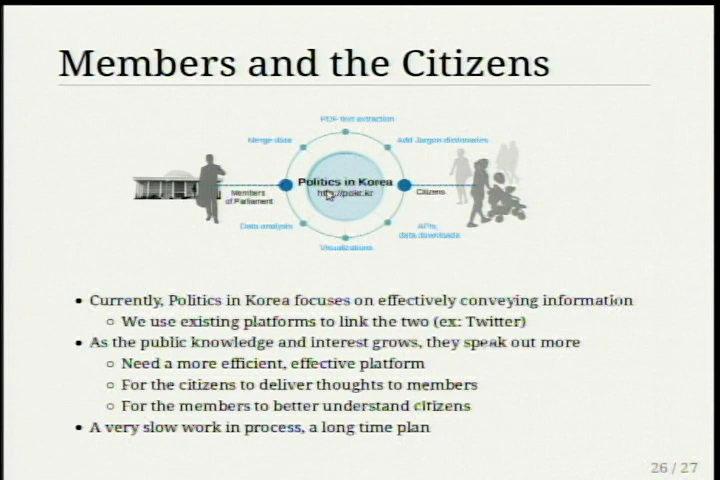 Members and the Citizens
PDF text extraction
Merge data
Add Jargon dictionaries
Politics in Korea
http://pokr.kr
Members
of Parliament
Citizens
Data analysis
APIs,
data downloads
Visualizations
• Currently, Politics in Korea focuses on effectively conveying information
○ We use existing platforms to link the two (ex: Twitter)
• As the public knowledge and interest grows, they speak out more
○ Need a more efficient, effective platform
○ For the citizens to deliver thoughts to members
○ For the members to better understand citizens
• A very slow work in process, a long time plan
26 / 27